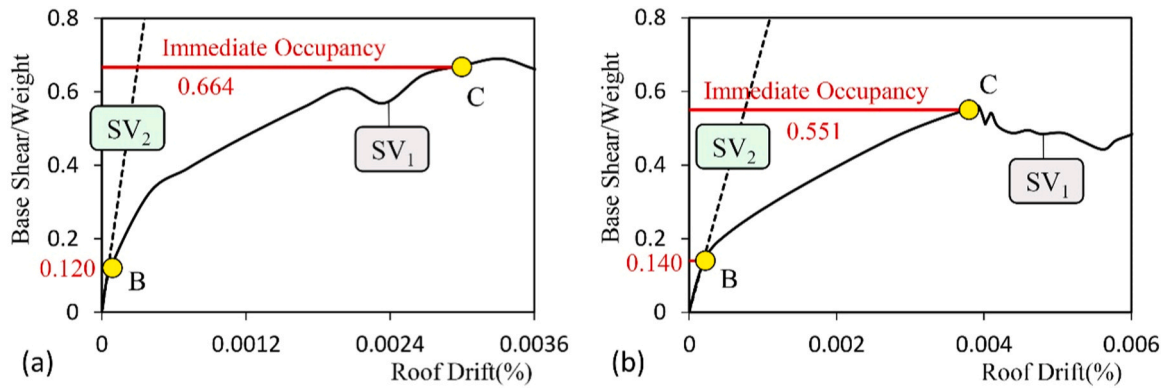 0.8
Immediate Occupancy
0.664
C
0.6
SV2
SV1
0.4
0.2
0.120
B
0
Base Shear/Weight
0
0.0012
0.0024
0.0036
Roof Drift(%)
(a)
0.8
C
Immediate Occupancy
0.551
0.6
SV2
SV1
0.4
0.2
0.140
B
0
Base Shear/Weight
0
0.002
0.004
0.006
Roof Drift(%)
(b)